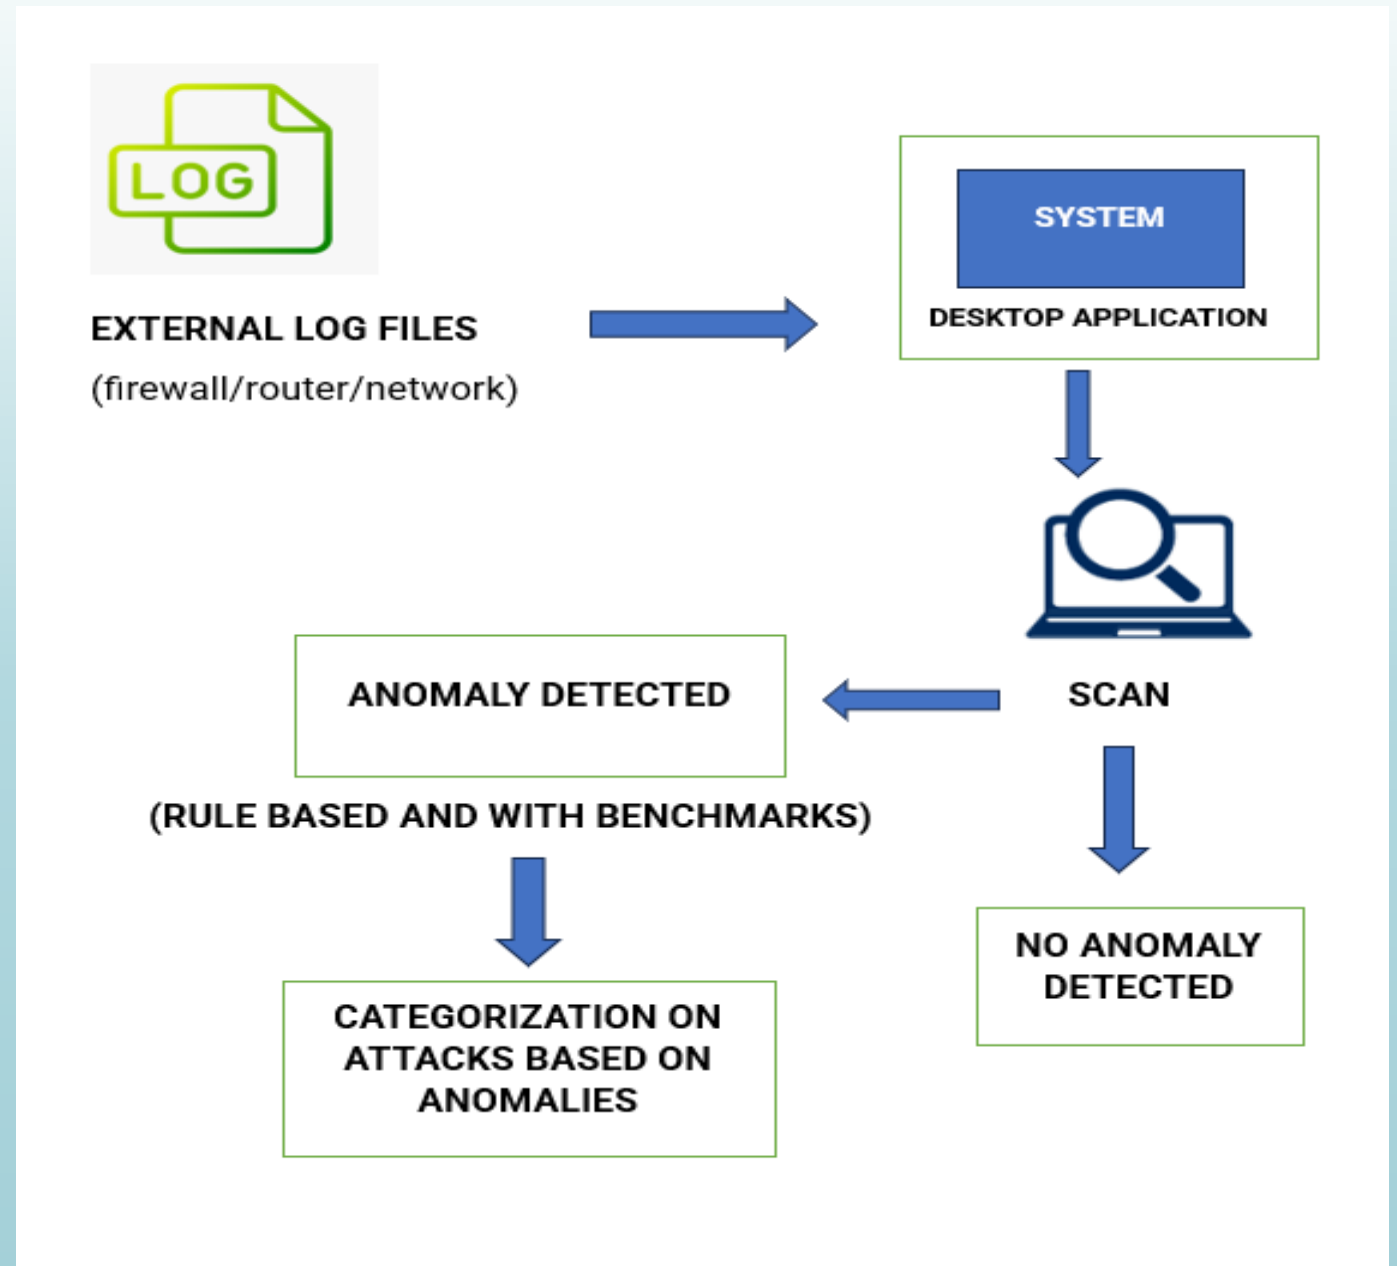 LOG
EXTERNAL LOG FILES
(firewall/router/network)
SYSTEM
DESKTOP APPLICATION
SCAN
ANOMALY DETECTED
(RULE BASED AND WITH BENCHMARKS)
NO ANOMALY
DETECTED
CATEGORIZATION ON
ATTACKS BASED ON
ANOMALIES